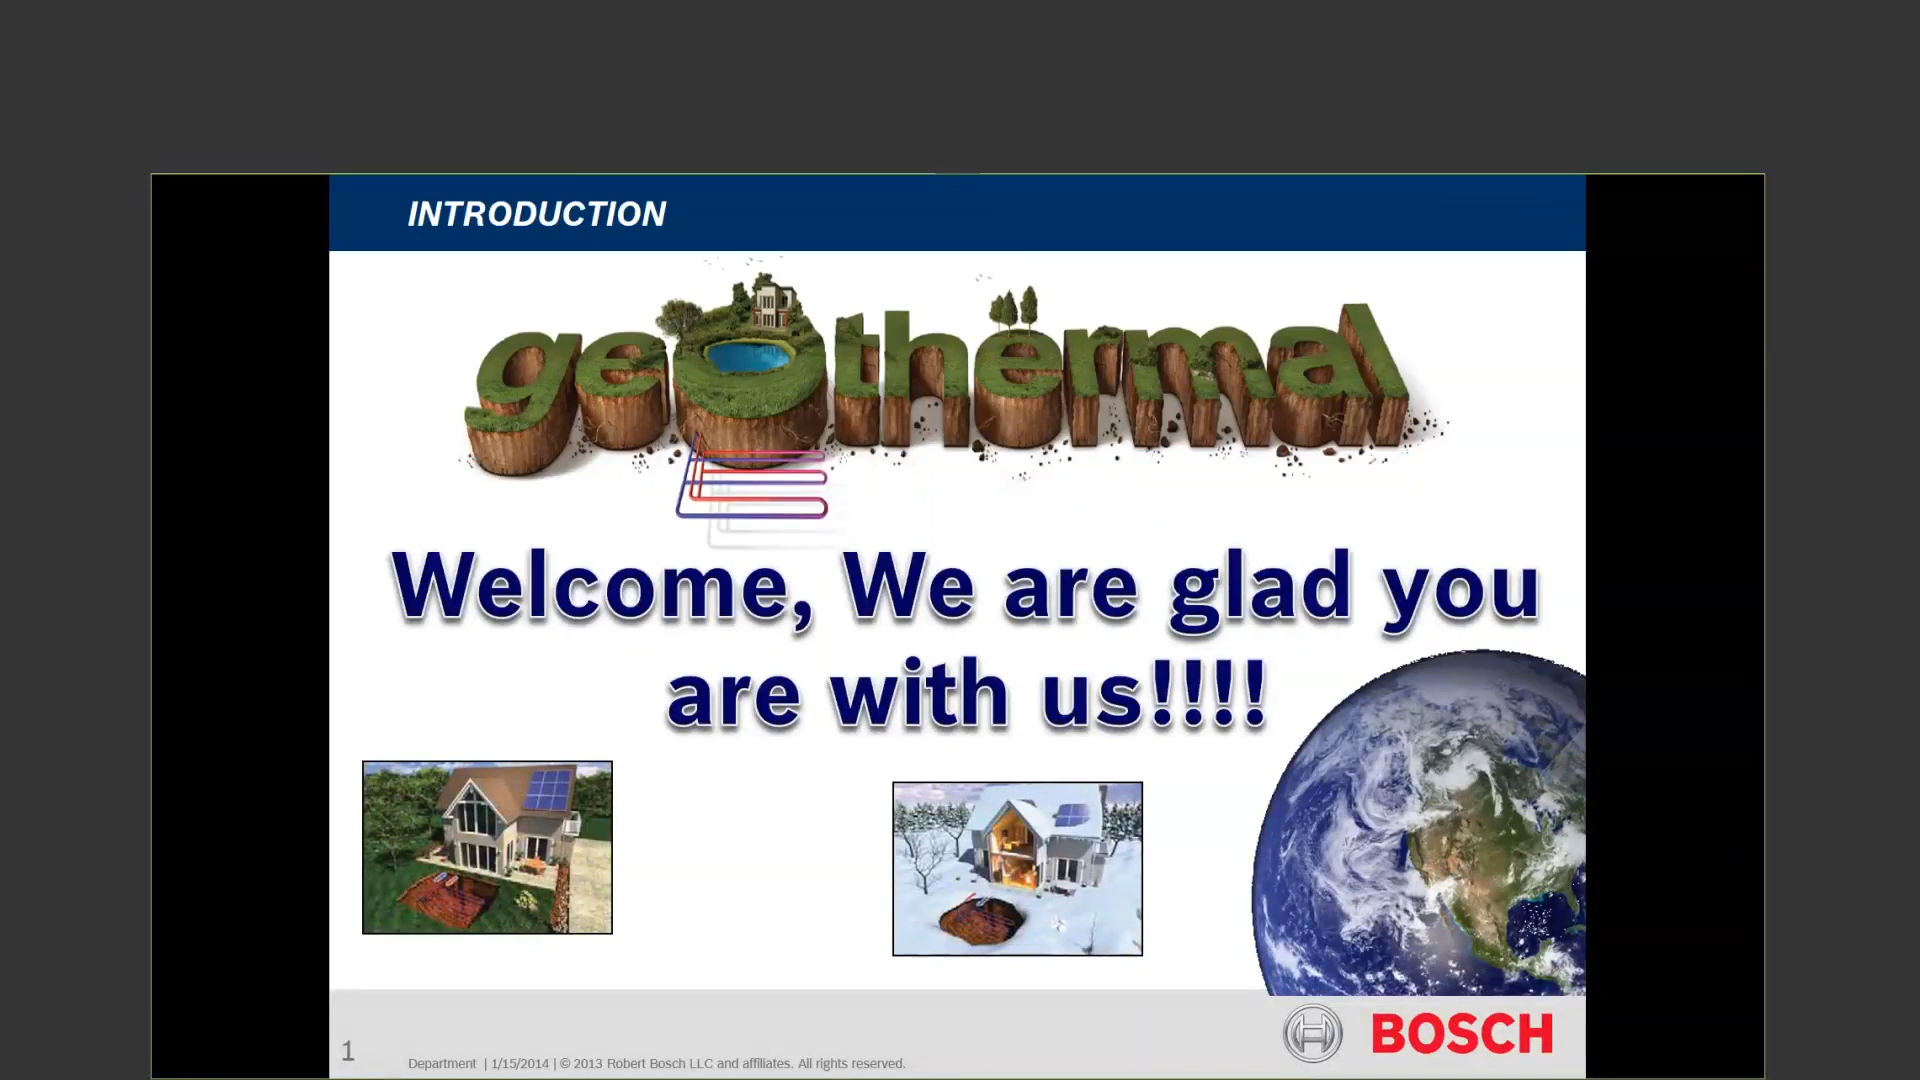 INTRODUCTION
geothermal
Welcome, We are glad you
are with us!!!!
1
Department | 1/15/2014 | © 2013 Robert Bosch LLC and affiliates. All rights reserved.
BOSCH